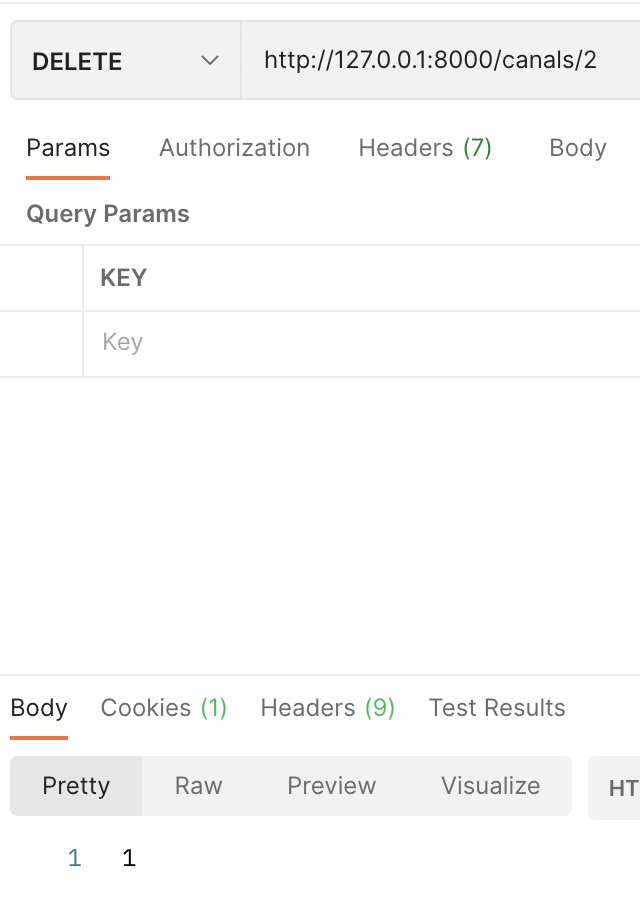 DELETE http://127.0.0.1:8000/canals/2
Params Authorization Headers (7) Body
Query Params
KEY
Key
Body Cookies (1) Headers (9) Test Results
Pretty Raw Preview Visualize HT
1 1